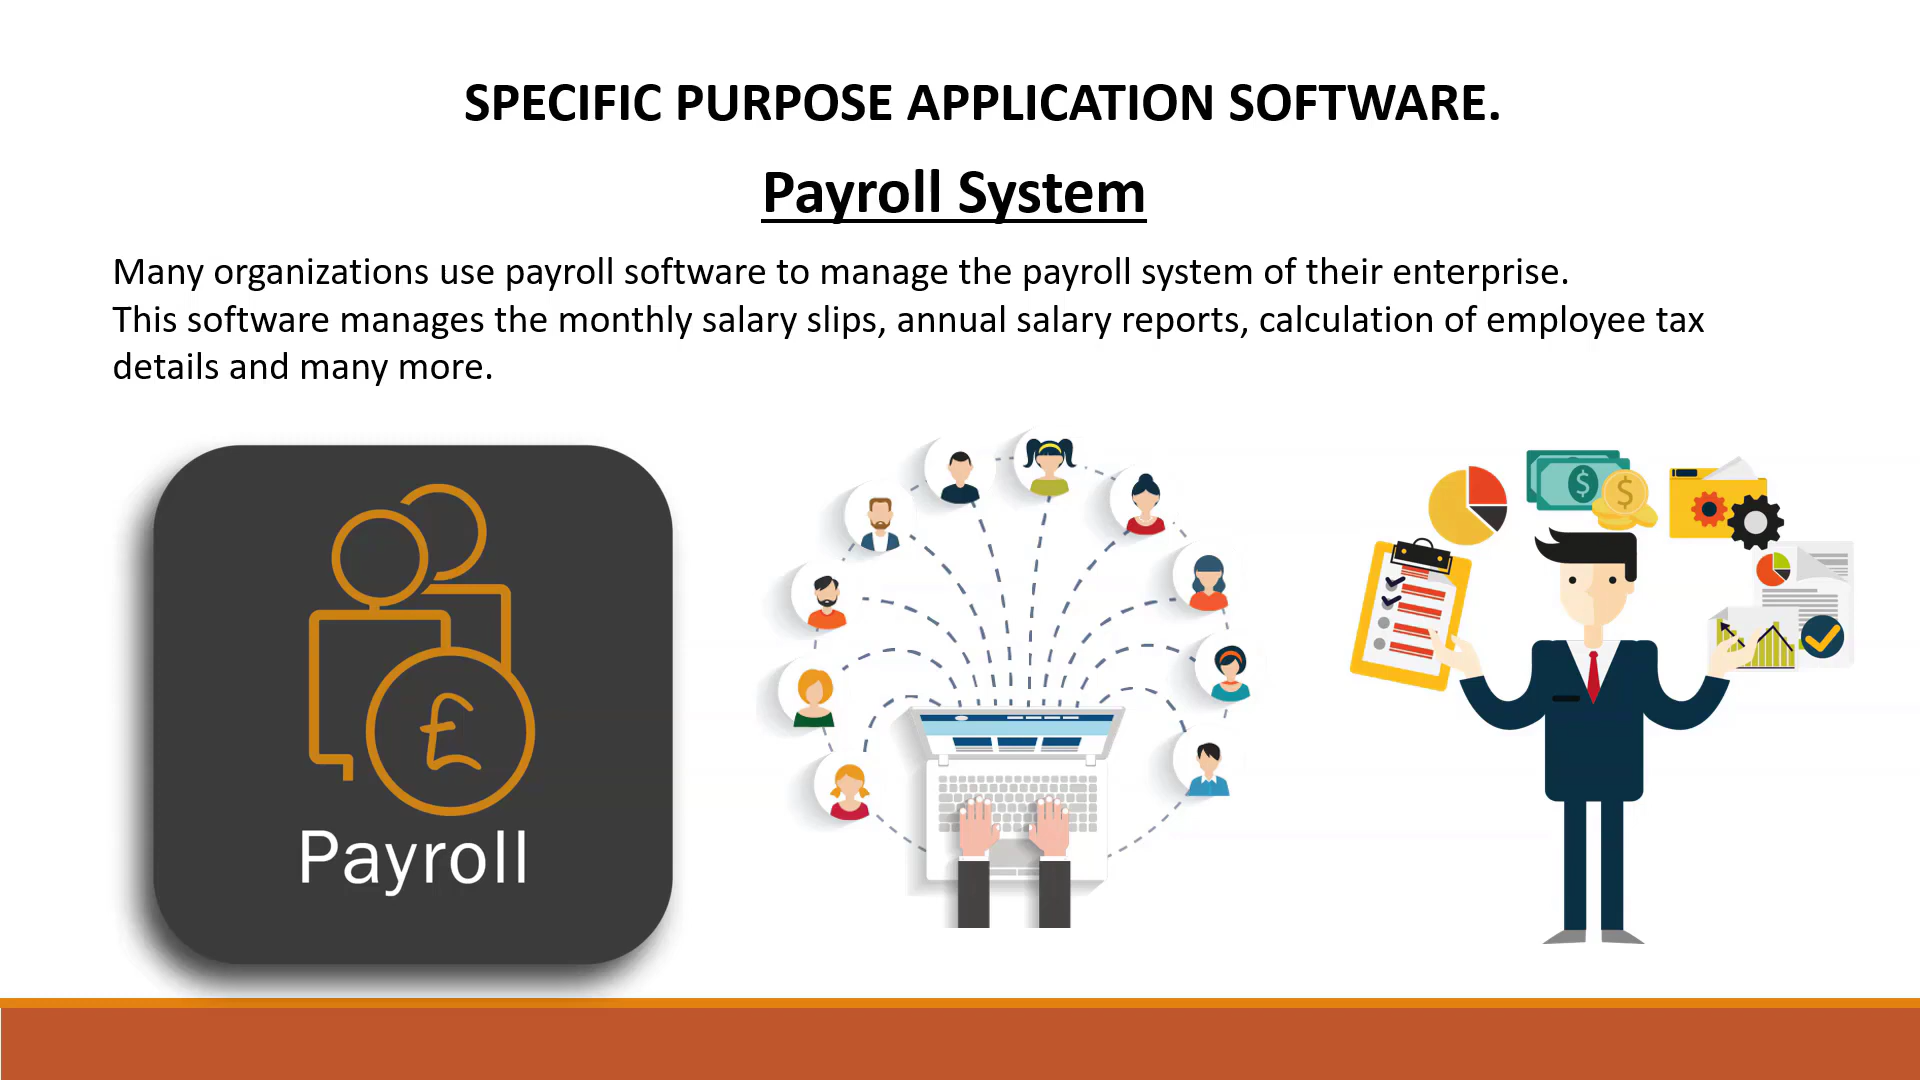 SPECIFIC PURPOSE APPLICATION SOFTWARE.
Payroll System
Many organizations use payroll software to manage the payroll system of their enterprise.
This software manages the monthly salary slips, annual salary reports, calculation of employee tax
details and many more.
£
Payroll
$
$